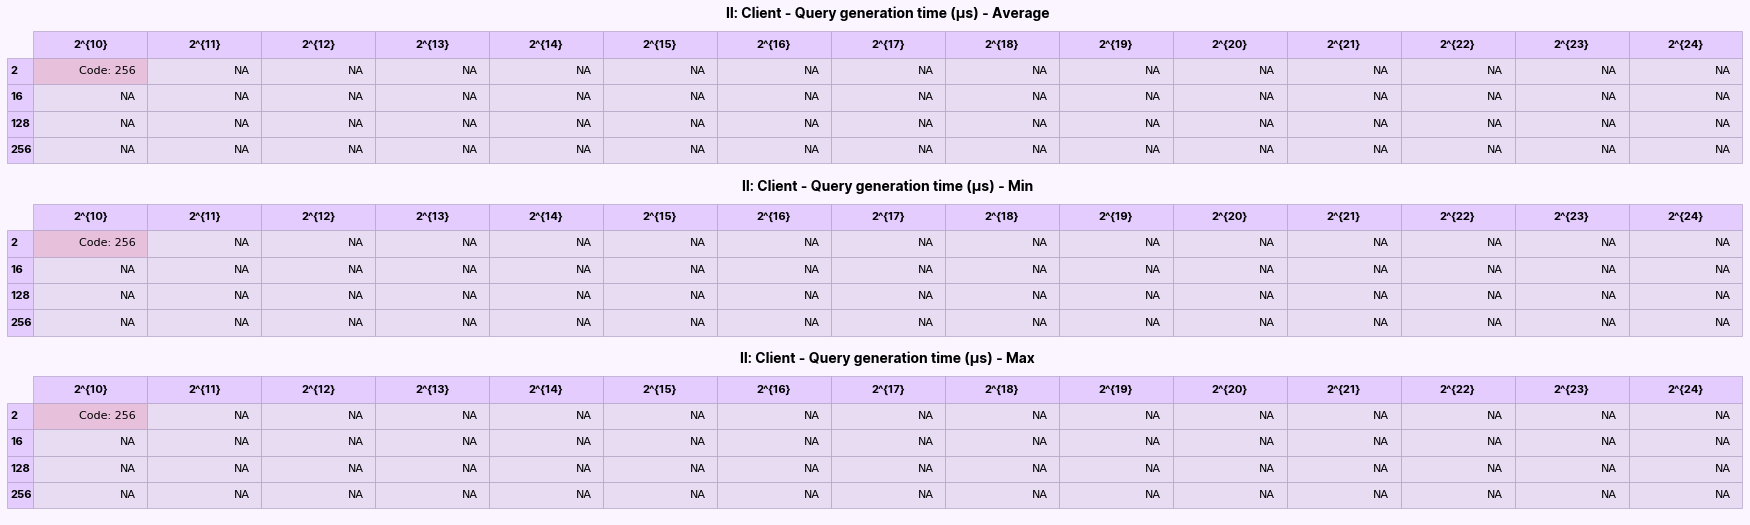 II: Client - Query generation time (µs) - Average
2^{10} 2^{11} 2^{12} 2^{13} 2^{14} 2^{15} 2^{16} 2^{17} 2^{18} 2^{19} 2^{20} 2^{21} 2^{22} 2^{23} 2^{24}
2 Code: 256 NA NA NA NA NA NA NA NA NA NA NA NA NA NA
16 NA NA NA NA NA NA NA NA NA NA NA NA NA NA NA
128 NA NA NA NA NA NA NA NA NA NA NA NA NA NA NA
256 NA NA NA NA NA NA NA NA NA NA NA NA NA NA NA
II: Client - Query generation time (µs) - Min
2^{10} 2^{11} 2^{12} 2^{13} 2^{14} 2^{15} 2^{16} 2^{17} 2^{18} 2^{19} 2^{20} 2^{21} 2^{22} 2^{23} 2^{24}
2 Code: 256 NA NA NA NA NA NA NA NA NA NA NA NA NA NA
16 NA NA NA NA NA NA NA NA NA NA NA NA NA NA NA
128 NA NA NA NA NA NA NA NA NA NA NA NA NA NA NA
256 NA NA NA NA NA NA NA NA NA NA NA NA NA NA NA
II: Client - Query generation time (µs) - Max
2^{10} 2^{11} 2^{12} 2^{13} 2^{14} 2^{15} 2^{16} 2^{17} 2^{18} 2^{19} 2^{20} 2^{21} 2^{22} 2^{23} 2^{24}
2 Code: 256 NA NA NA NA NA NA NA NA NA NA NA NA NA NA
16 NA NA NA NA NA NA NA NA NA NA NA NA NA NA NA
128 NA NA NA NA NA NA NA NA NA NA NA NA NA NA NA
256 NA NA NA NA NA NA NA NA NA NA NA NA NA NA NA